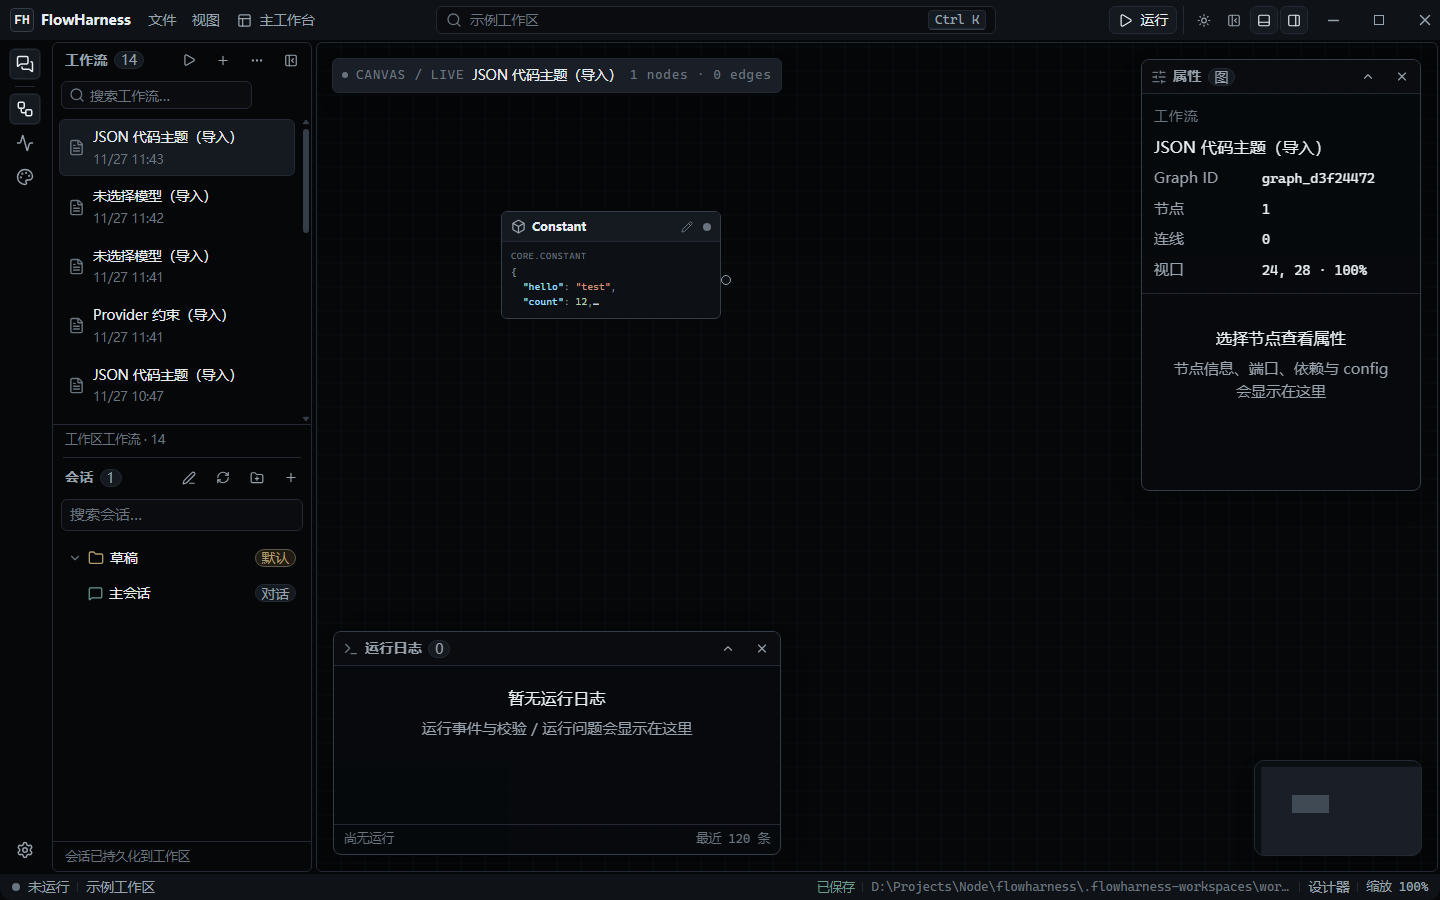 FH FlowHarness 文件 视图 主工作台 示例工作区 Ctrl K 运行
工作流 14
搜索工作流...
JSON 代码主题（导入）
11/27 11:43
未选择模型（导入）
11/27 11:42
未选择模型（导入）
11/27 11:41
Provider 约束（导入）
11/27 11:41
JSON 代码主题（导入）
11/27 10:47
工作区工作流 · 14
会话 1
搜索会话...
草稿 默认
主会话 对话
会话已持久化到工作区
CANVAS / LIVE JSON 代码主题（导入） 1 nodes · 0 edges
Constant
CORE.CONSTANT
{
"hello": "test",
"count": 12,…
属性 图
工作流
JSON 代码主题（导入）
Graph ID graph_d3f24472
节点 1
连线 0
视口 24, 28 · 100%
选择节点查看属性
节点信息、端口、依赖与 config
会显示在这里
运行日志 0
暂无运行日志
运行事件与校验 / 运行问题会显示在这里
尚无运行 最近 120 条
未运行 示例工作区 已保存 D:\Projects\Node\flowharness\.flowharness-workspaces\wor… 设计器 缩放 100%